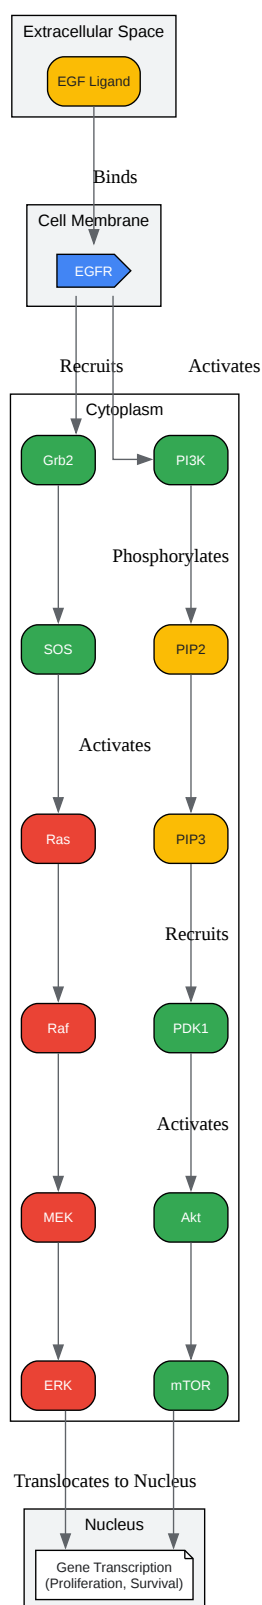 Extracellular Space
EGF Ligand
Binds
Cell Membrane
EGFR
Recruits
Activates
Cytoplasm
Grb2
PI3K
Phosphorylates
SOS
PIP2
Activates
Ras
PIP3
Recruits
Raf
PDK1
Activates
MEK
Akt
ERK
mTOR
Translocates to Nucleus
Nucleus
Gene Transcription
(Proliferation, Survival)